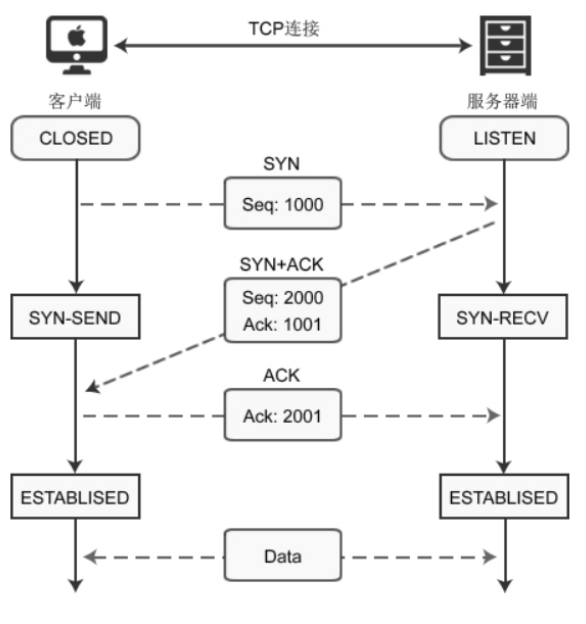 TCP连接
客户端
服务器端
CLOSED
LISTEN
SYN
Seq: 1000
SYN+ACK
Seq: 2000
Ack: 1001
SYN-SEND
SYN-RECV
ACK
Ack: 2001
ESTABLISED
ESTABLISED
Data